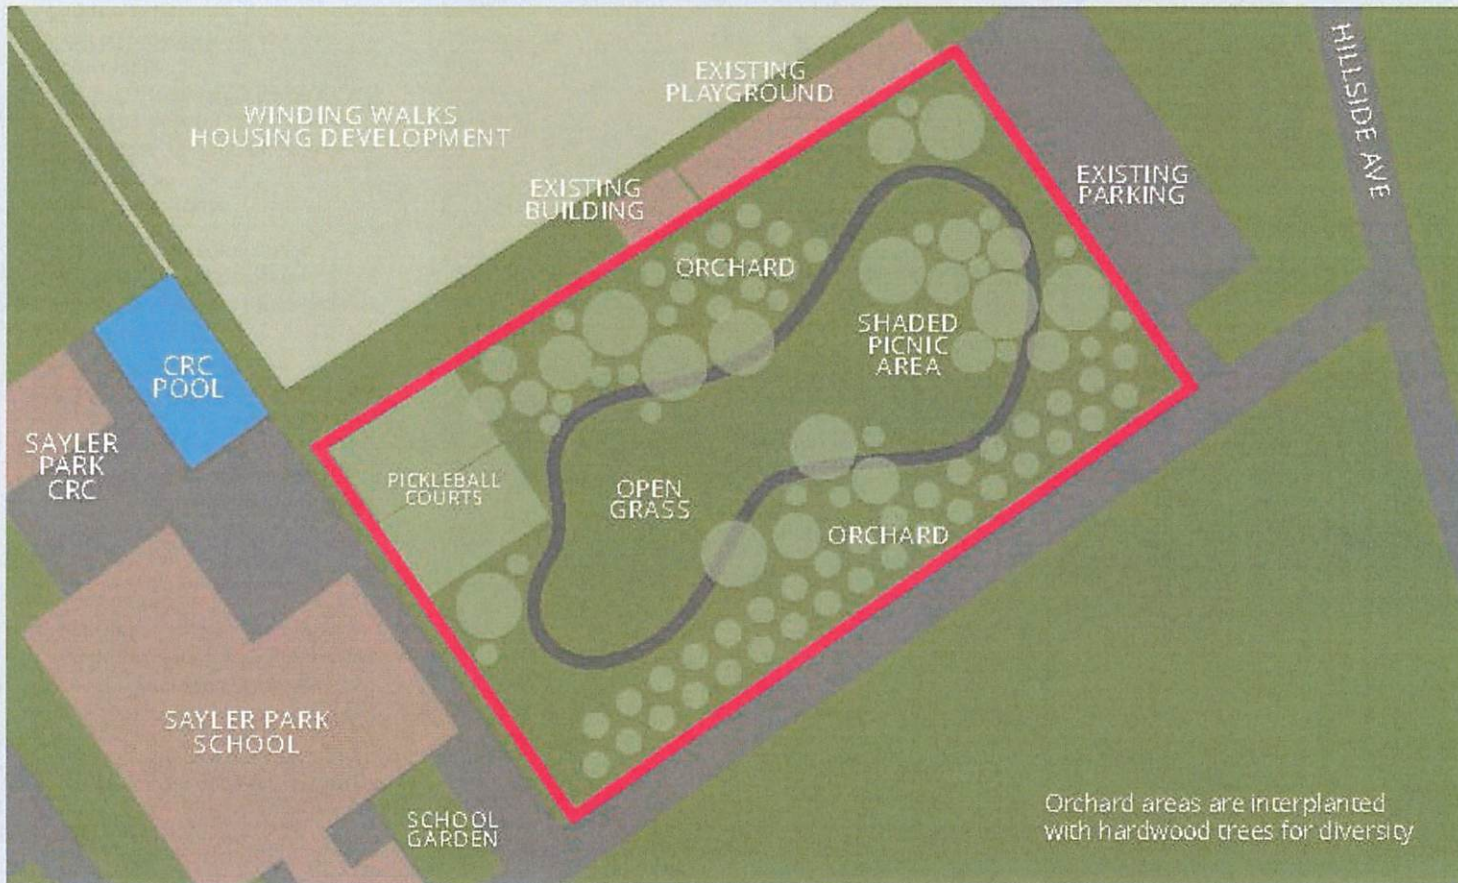 WINDING WALKS
HOUSING DEVELOPMENT
EXISTING
PLAYGROUND
HILLSIDE AVE
EXISTING
BUILDING
EXISTING
PARKING
ORCHARD
SHADED
PICNIC
AREA
CRC
POOL
SAYLER
PARK
CRC
PICKLEBALL
COURTS
OPEN
GRASS
ORCHARD
SAYLER PARK
SCHOOL
SCHOOL
GARDEN
Orchard areas are interplanted
with hardwood trees for diversity